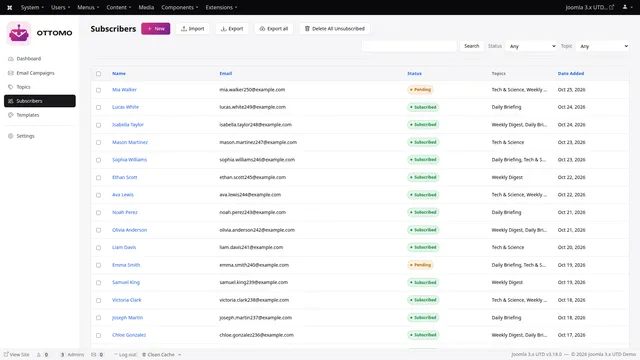 System Users Menus Content Media Components Extensions Joomla 3.x UTD...
OTTOMO
Subscribers
New
Import
Export
Export all
Delete All Unsubscribed
Search Status Any Topic Any
Dashboard
Email Campaigns
Topics
Subscribers
Templates
Settings
Name Email Status Topics Date Added
Mia Walker mia.walker250@example.com Pending Tech & Science, Weekly ... Oct 25, 2026
Lucas White lucas.white249@example.com Subscribed Daily Briefing Oct 24, 2026
Isabella Taylor isabella.taylor248@example.com Subscribed Weekly Digest, Daily Bri... Oct 24, 2026
Mason Martinez mason.martinez247@example.com Subscribed Tech & Science Oct 23, 2026
Sophia Williams sophia.williams246@example.com Subscribed Daily Briefing, Tech & S... Oct 23, 2026
Ethan Scott ethan.scott245@example.com Subscribed Weekly Digest Oct 22, 2026
Ava Lewis ava.lewis244@example.com Subscribed Tech & Science, Weekly ... Oct 22, 2026
Noah Perez noah.perez243@example.com Subscribed Daily Briefing Oct 21, 2026
Olivia Anderson olivia.anderson242@example.com Subscribed Weekly Digest, Daily Bri... Oct 21, 2026
Liam Davis liam.davis241@example.com Subscribed Tech & Science Oct 20, 2026
Emma Smith emma.smith240@example.com Pending Daily Briefing, Tech & S... Oct 19, 2026
Samuel King samuel.king239@example.com Subscribed Weekly Digest Oct 19, 2026
Victoria Clark victoria.clark238@example.com Subscribed Tech & Science, Weekly ... Oct 18, 2026
Joseph Martin joseph.martin237@example.com Subscribed Daily Briefing Oct 18, 2026
Chloe Gonzalez chloe.gonzalez236@example.com Subscribed Weekly Digest, Daily Bri... Oct 17, 2026
View Site 0 3 Admins 0 Log out Clean Cache Joomla 3.x UTD v3.18.0 — © 2026 Joomla 3.x UTD Demo